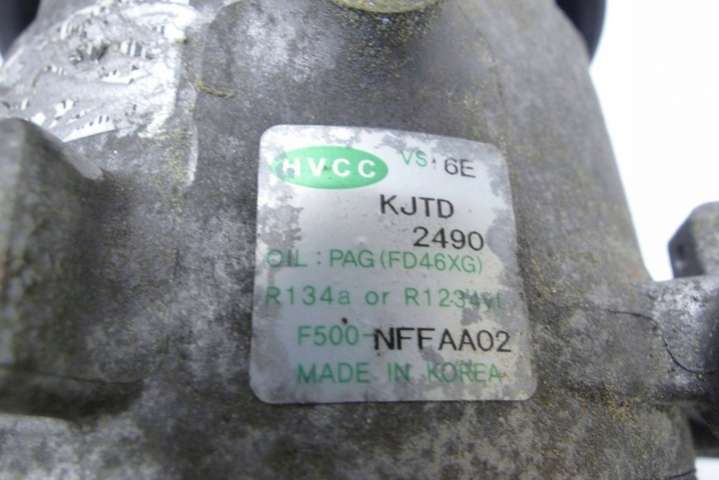 HVCC VS 6E
KJTD
2490
OIL : PAG (FD46XG)
R134a or R1234yf
F500-NFFAA02
MADE IN KOREA